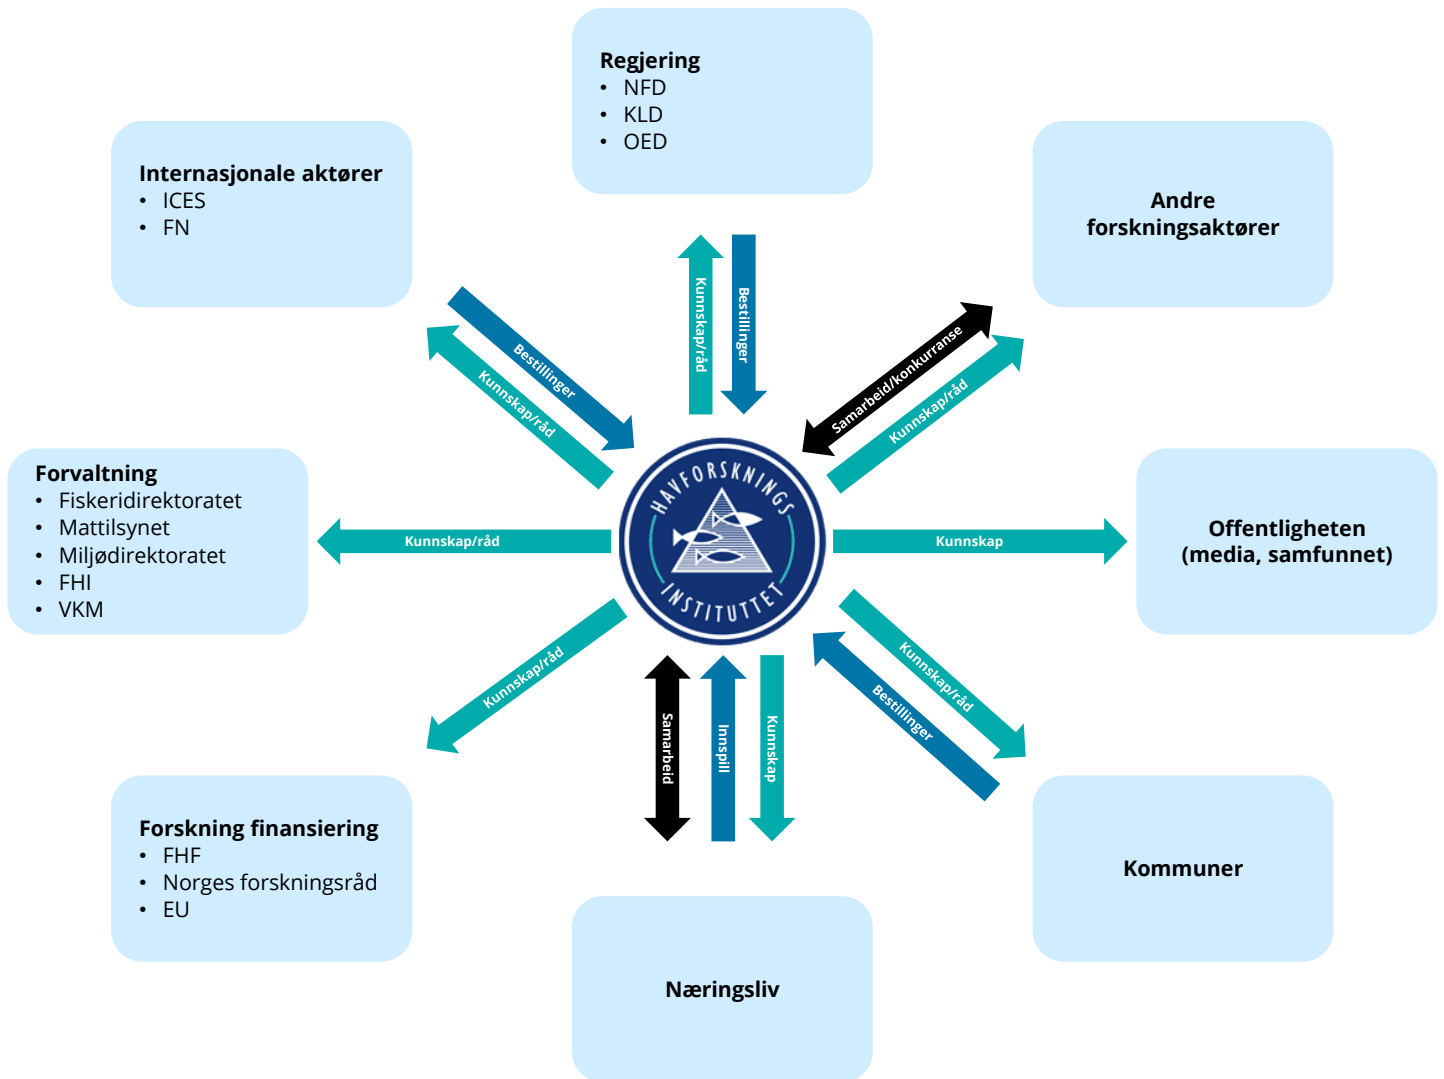 Regjering
• NFD
• KLD
• OED
Internasjonale aktører
• ICES
• FN
Andre
forskningsaktører
Kunnskap/råd
Bestillinger
Bestillinger
Kunnskap/råd
Samarbeid/konkurranse
Kunnskap/råd
Forvaltning
• Fiskeridirektoratet
• Mattilsynet
• Miljødirektoratet
• FHI
• VKM
Kunnskap/råd
HAVFORSKNINGS
INSTITUTTET
Kunnskap
Offentligheten
(media, samfunnet)
Kunnskap/råd
Samarbeid
Innspill
Kunnskap
Kunnskap/råd
Bestillinger
Forskning finansiering
• FHF
• Norges forskningsråd
• EU
Kommuner
Næringsliv